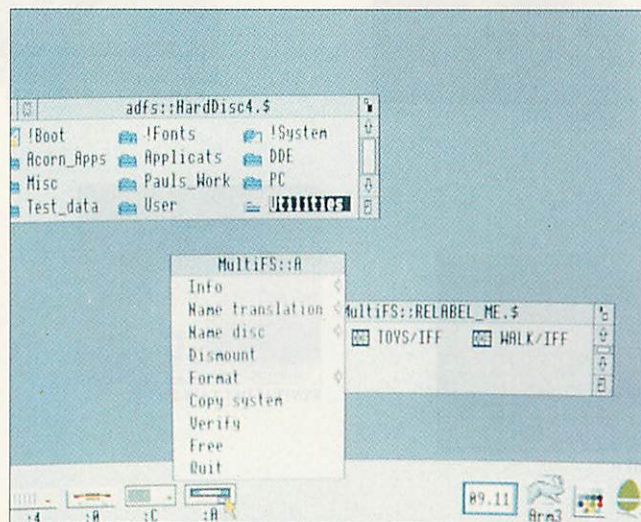 adfs::HardDisc4.$
!Boot !Fonts !System
Acorn_Apps Applicats DDE
Misc Pauls_Work PC
Test_data User Utilities
MultiFS::A
Info
Name translation
Name disc
Dismount
Format
Copy system
Verify
Free
Quit
MultiFS::RELABEL_ME.$
TOYS/IFF WALK/IFF
:4 :0 :C :A
09.11
Arm3